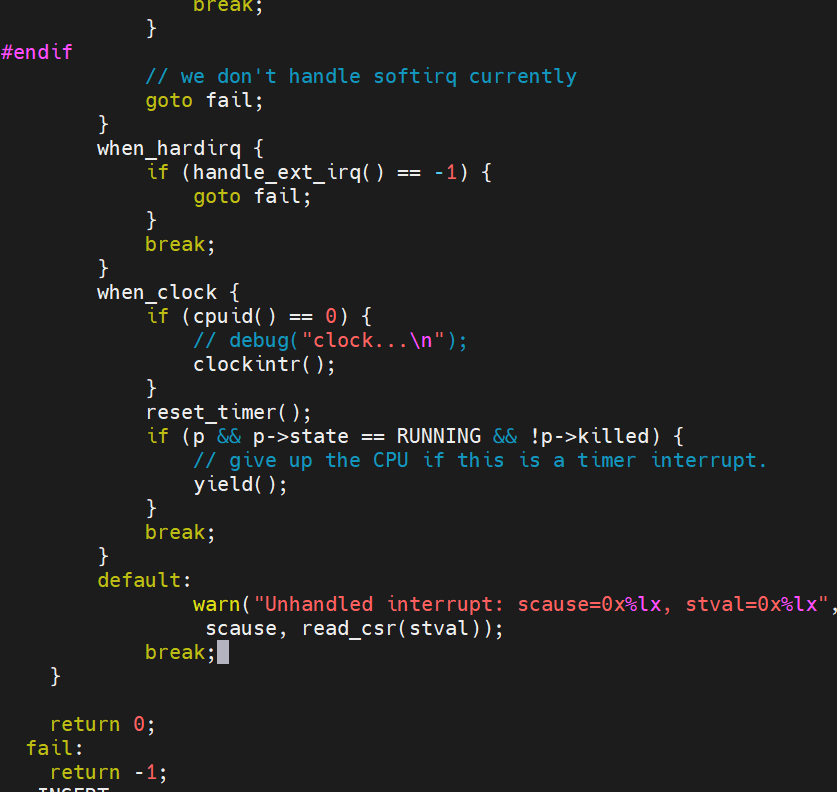 break;
            }
#endif
            // we don't handle softirq currently
            goto fail;
        }
        when_hardirq {
            if (handle_ext_irq() == -1) {
                goto fail;
            }
            break;
        }
        when_clock {
            if (cpuid() == 0) {
                // debug("clock...\n");
                clockintr();
            }
            reset_timer();
            if (p && p->state == RUNNING && !p->killed) {
                // give up the CPU if this is a timer interrupt.
                yield();
            }
            break;
        }
        default:
                warn("Unhandled interrupt: scause=0x%lx, stval=0x%lx",
                 scause, read_csr(stval));
            break;
    }

    return 0;
  fail:
    return -1;
   INSERT